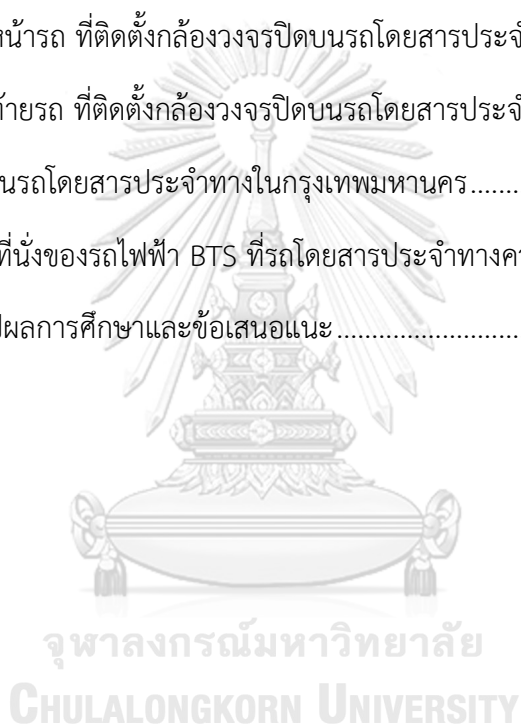 หน้ารถ ที่ติดตั้งกล้องวงจรปิดบนรถโดยสารประจำ
ท้ายรถ ที่ติดตั้งกล้องวงจรปิดบนรถโดยสารประจำ
นรถโดยสารประจำทางในกรุงเทพมหานคร.......
ที่นั่งของรถไฟฟ้า BTS ที่รถโดยสารประจำทาง
ผลการศึกษาและข้อเสนอแนะ..........................
จุฬาลงกรณ์มหาวิทยาลัย
CHULALONGKORN UNIVERSITY